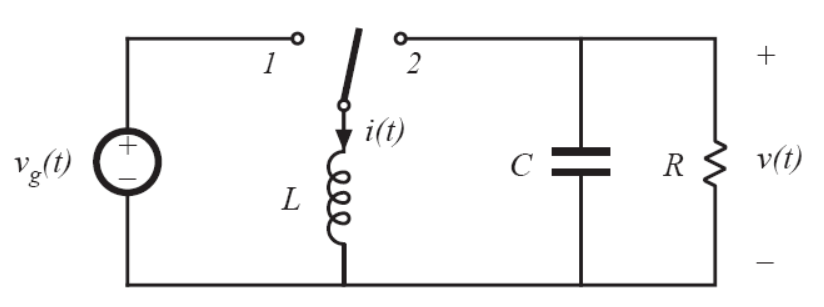 1
2
+
i(t)
vg(t)
+
–
L
C
R
v(t)
–